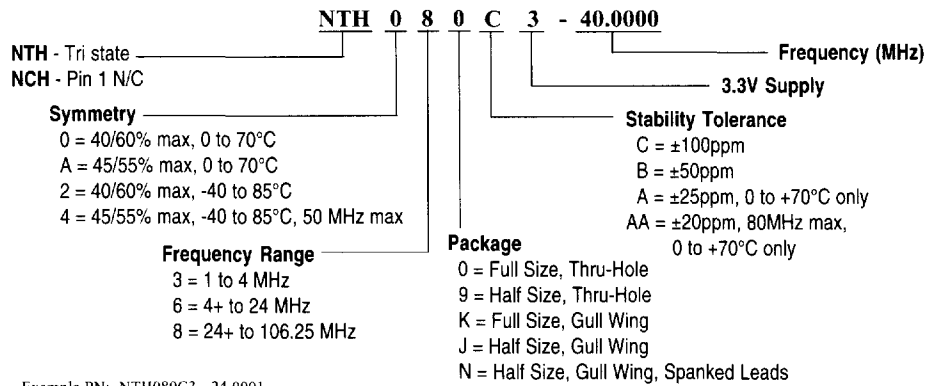 NTH 0 8 0 C 3 - 40.0000
NTH - Tri state
NCH - Pin 1 N/C
Frequency (MHz)
3.3V Supply
Symmetry
0 = 40/60% max, 0 to 70°C
A = 45/55% max, 0 to 70°C
2 = 40/60% max, -40 to 85°C
4 = 45/55% max, -40 to 85°C, 50 MHz max
Stability Tolerance
C = ±100ppm
B = ±50ppm
A = ±25ppm, 0 to +70°C only
AA = ±20ppm, 80MHz max,
0 to +70°C only
Frequency Range
3 = 1 to 4 MHz
6 = 4+ to 24 MHz
8 = 24+ to 106.25 MHz
Package
0 = Full Size, Thru-Hole
9 = Half Size, Thru-Hole
K = Full Size, Gull Wing
J = Half Size, Gull Wing
N = Half Size, Gull Wing, Spanked Leads
Example PN: